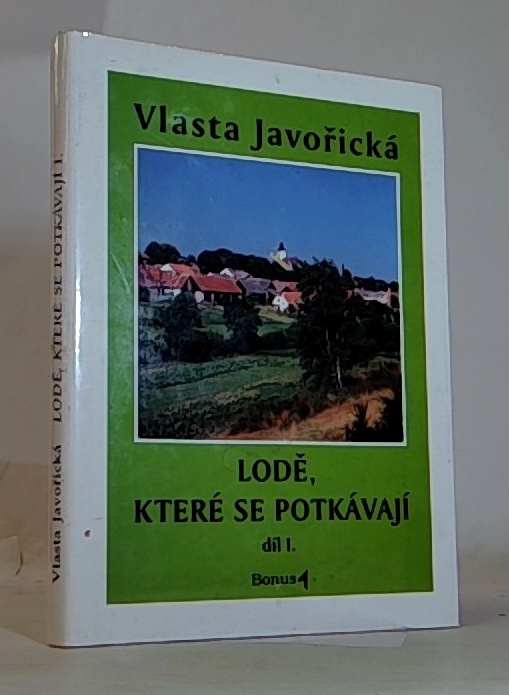 Vlasta Javořická
LODĚ,
KTERÉ SE POTKÁVAJÍ
díl I.
Bonus A
Vlasta Javořická LODĚ, KTERÉ SE POTKÁVAJÍ I.